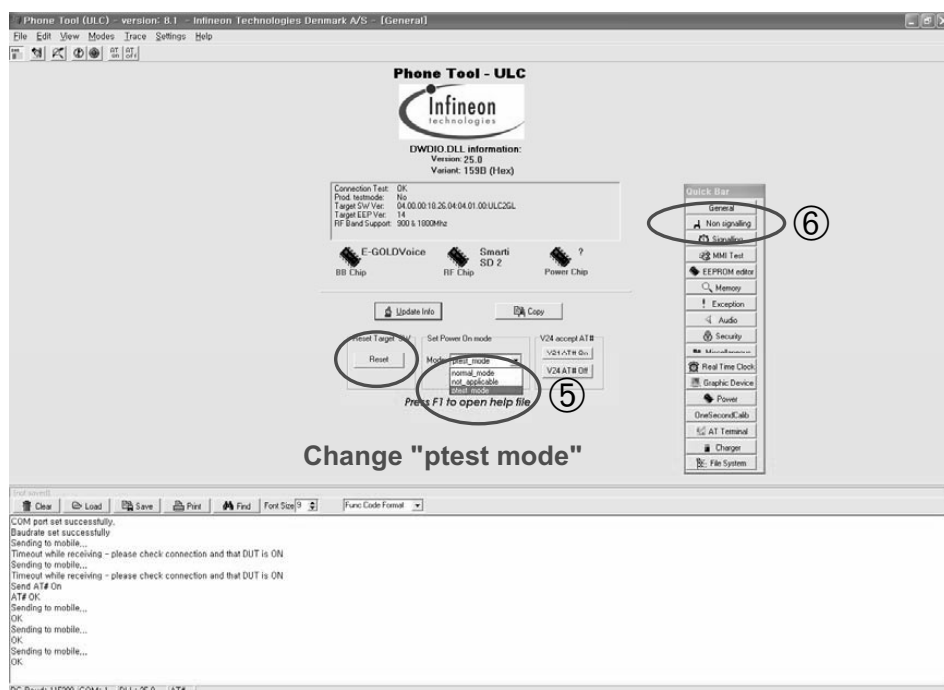 Phone Tool (ULC) - version: 8.1 - Infineon Technologies Denmark A/S - [General]
File Edit View Modes Trace Settings Help
AT on AT off
Phone Tool - ULC
Infineon
technologies
DWDIO.DLL information:
Version: 25.0
Variant: 159B (Hex)
Connection Test: OK
Prod. testmode: No
Target SW Ver: 04.00.00.18.26.04.04.01.00:ULC2GL
Target EEP Ver: 14
RF Band Support: 900 & 1800Mhz
E-GOLDVoice
BB Chip
Smarti SD 2
RF Chip
?
Power Chip
Update Info
Copy
Reset Target SW
Reset
Set Power On mode
Mode: ptest_mode
normal_mode
not_applicable
ptest_mode
V24 accept AT#
V24 AT# On
V24 AT# Off
⑤
Press F1 to open help file
Change "ptest mode"
Quick Bar
General
Non signalling
⑥
Signalling
MMI Test
EEPROM editor
Memory
Exception
Audio
Security
Miscellaneous
Real Time Clock
Graphic Device
Power
OneSecondCalib
AT Terminal
Charger
File System
[not saved]
Clear Load Save Print Find Font Size 9 Func.Code Format
COM port set successfully,
Baudrate set successfully
Sending to mobile...
Timeout while receiving - please check connection and that DUT is ON
Sending to mobile...
Timeout while receiving - please check connection and that DUT is ON
Send AT# On
AT# OK
Sending to mobile...
OK
Sending to mobile...
OK
Sending to mobile...
OK